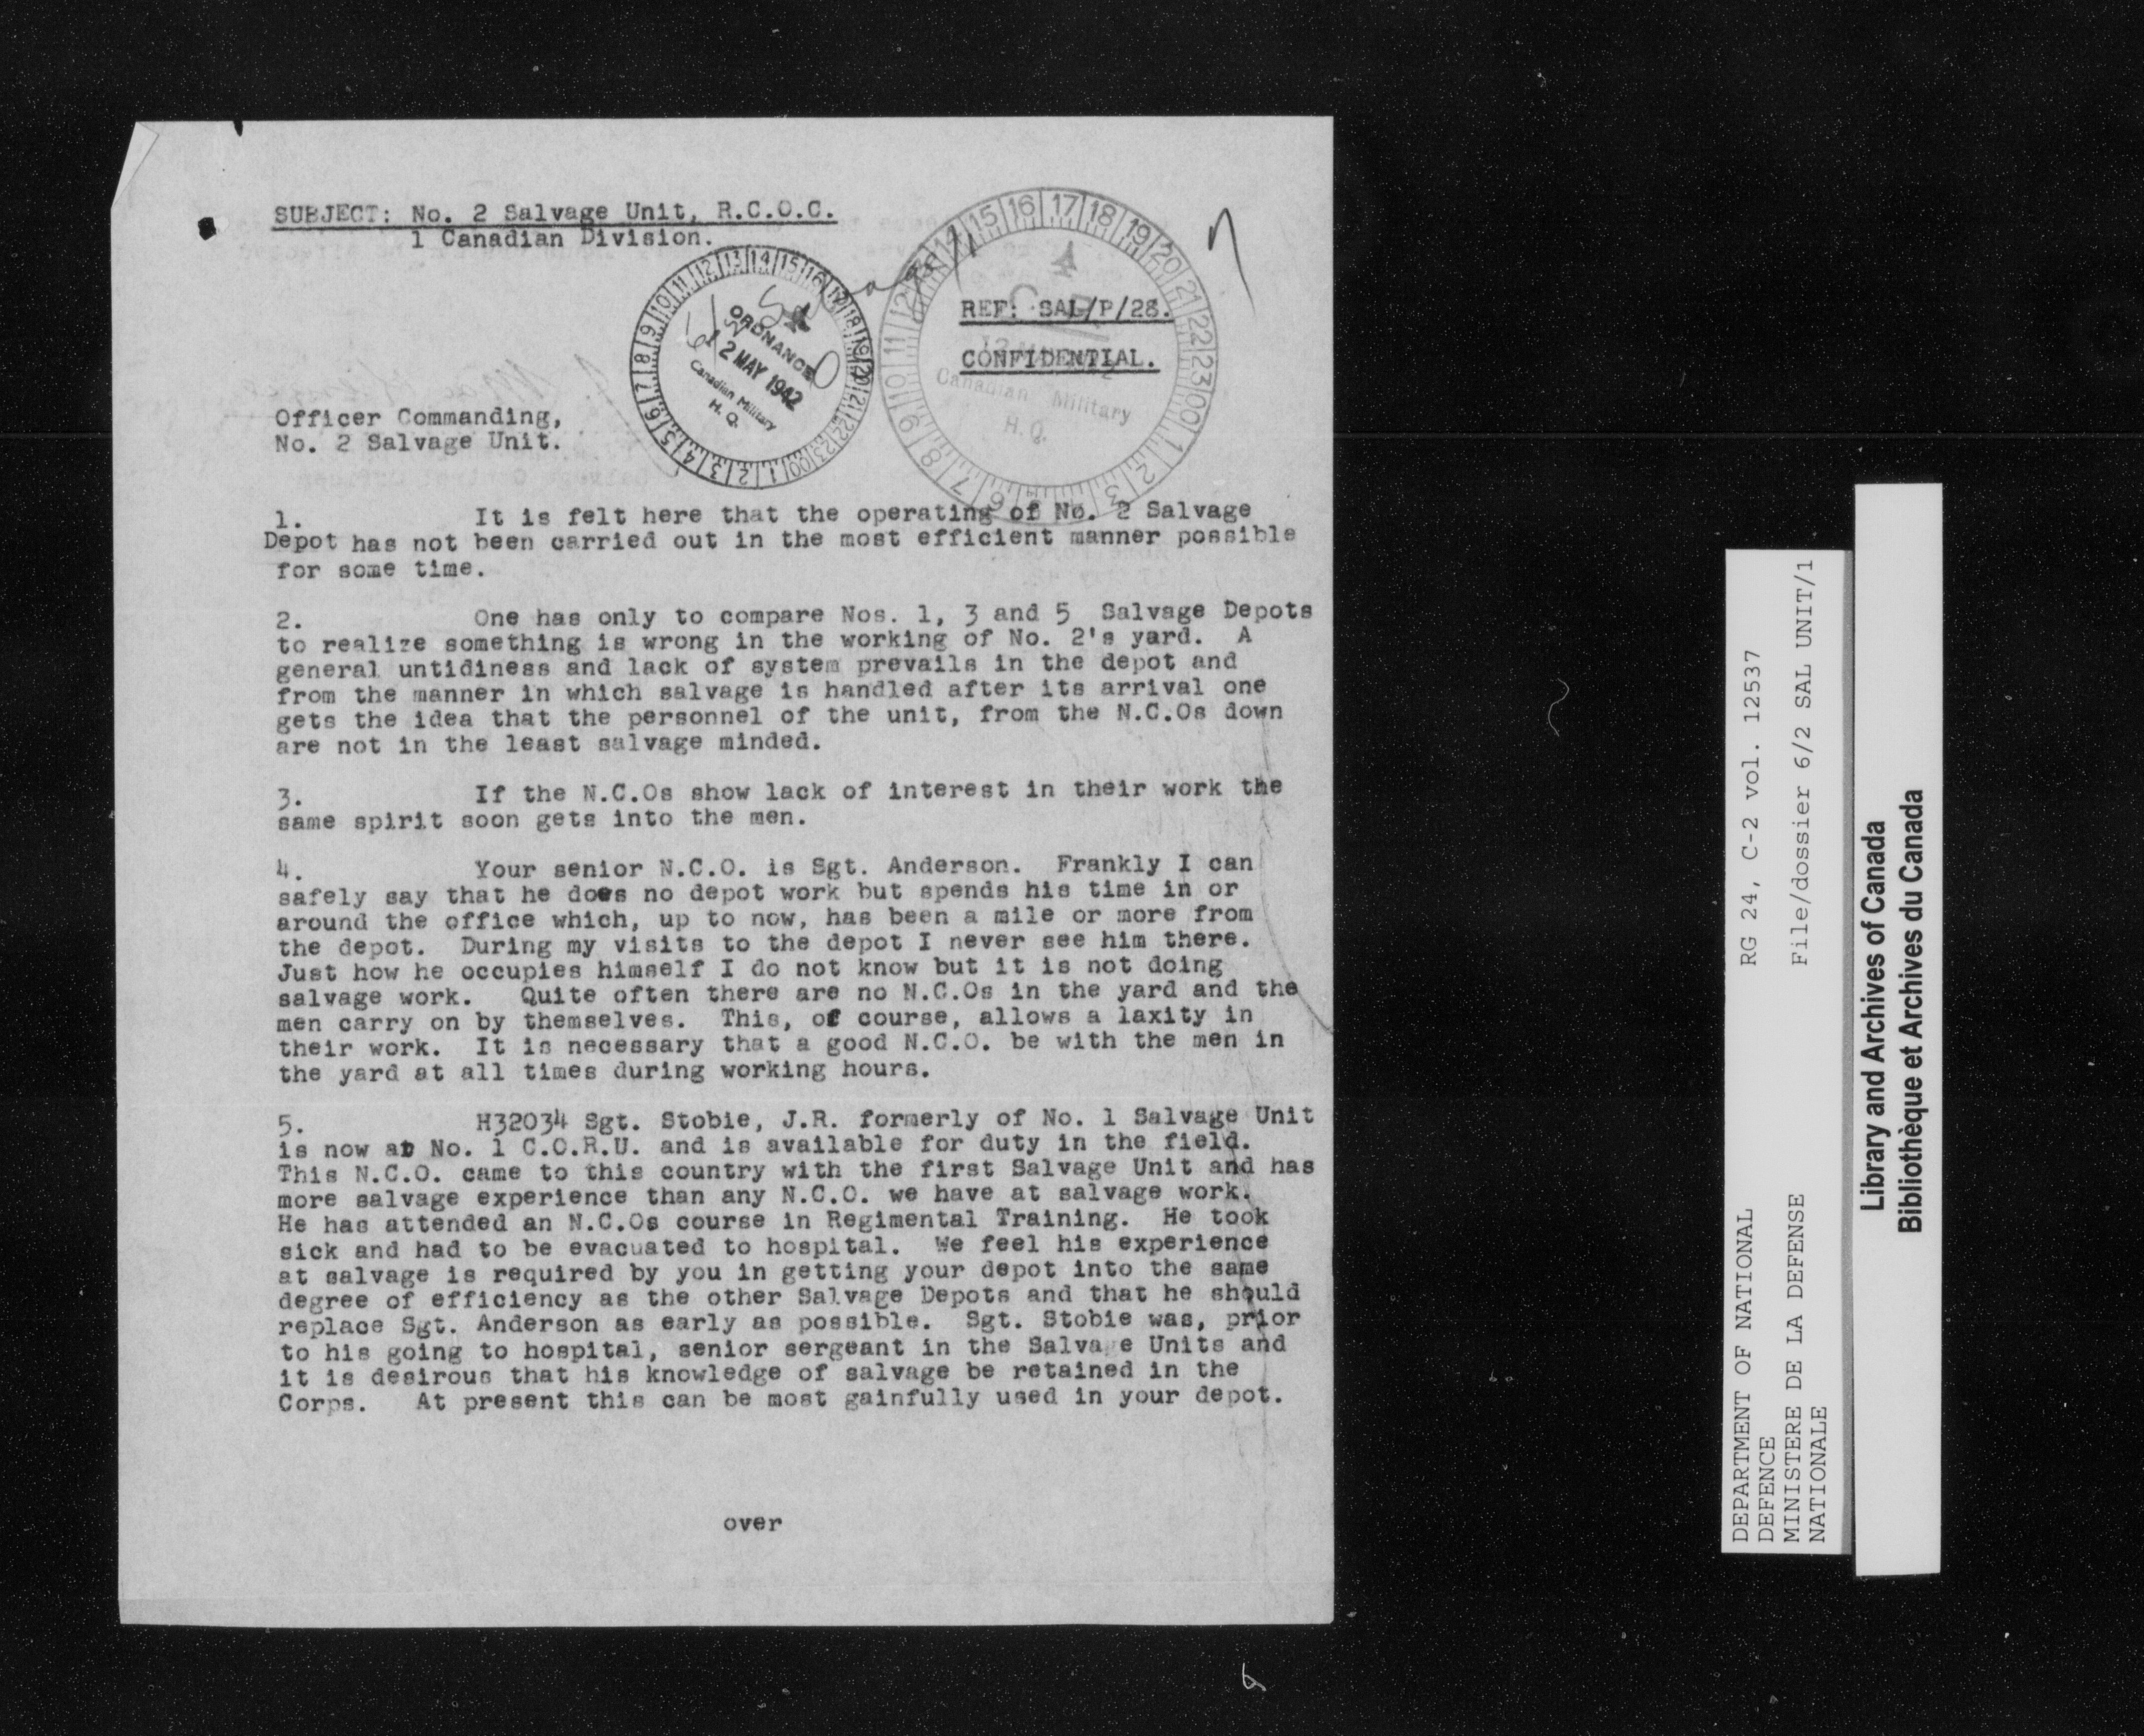 SUBJECT: No. 2 Salvage Unit, R.C.O.C.
1 Canadian Division.
REF: SAL/P/28.
CONFIDENTIAL.
ORDNANCE
12 MAY 1942
Canadian Military
H.Q.
Canadian Military
H.Q.
Officer Commanding,
No. 2 Salvage Unit.
1. It is felt here that the operating of No. 2 Salvage
Depot has not been carried out in the most efficient manner possible
for some time.
2. One has only to compare Nos. 1, 3 and 5 Salvage Depots
to realize something is wrong in the working of No. 2's yard. A
general untidiness and lack of system prevails in the depot and
from the manner in which salvage is handled after its arrival one
gets the idea that the personnel of the unit, from the N.C.Os down
are not in the least salvage minded.
3. If the N.C.Os show lack of interest in their work the
same spirit soon gets into the men.
4. Your senior N.C.O. is Sgt. Anderson. Frankly I can
safely say that he does no depot work but spends his time in or
around the office which, up to now, has been a mile or more from
the depot. During my visits to the depot I never see him there.
Just how he occupies himself I do not know but it is not doing
salvage work. Quite often there are no N.C.Os in the yard and the
men carry on by themselves. This, of course, allows a laxity in
their work. It is necessary that a good N.C.O. be with the men in
the yard at all times during working hours.
5. H32034 Sgt. Stobie, J.R. formerly of No. 1 Salvage Unit
is now at No. 1 C.O.R.U. and is available for duty in the field.
This N.C.O. came to this country with the first Salvage Unit and has
more salvage experience than any N.C.O. we have at salvage work.
He has attended an N.C.Os course in Regimental Training. He took
sick and had to be evacuated to hospital. We feel his experience
at salvage is required by you in getting your depot into the same
degree of efficiency as the other Salvage Depots and that he should
replace Sgt. Anderson as early as possible. Sgt. Stobie was, prior
to his going to hospital, senior sergeant in the Salvage Units and
it is desirous that his knowledge of salvage be retained in the
Corps. At present this can be most gainfully used in your depot.
over
DEPARTMENT OF NATIONAL
DEFENCE
MINISTERE DE LA DEFENSE
NATIONALE
RG 24, C-2 vol. 12537
File/dossier 6/2 SAL UNIT/1
Library and Archives of Canada
Bibliothèque et Archives du Canada